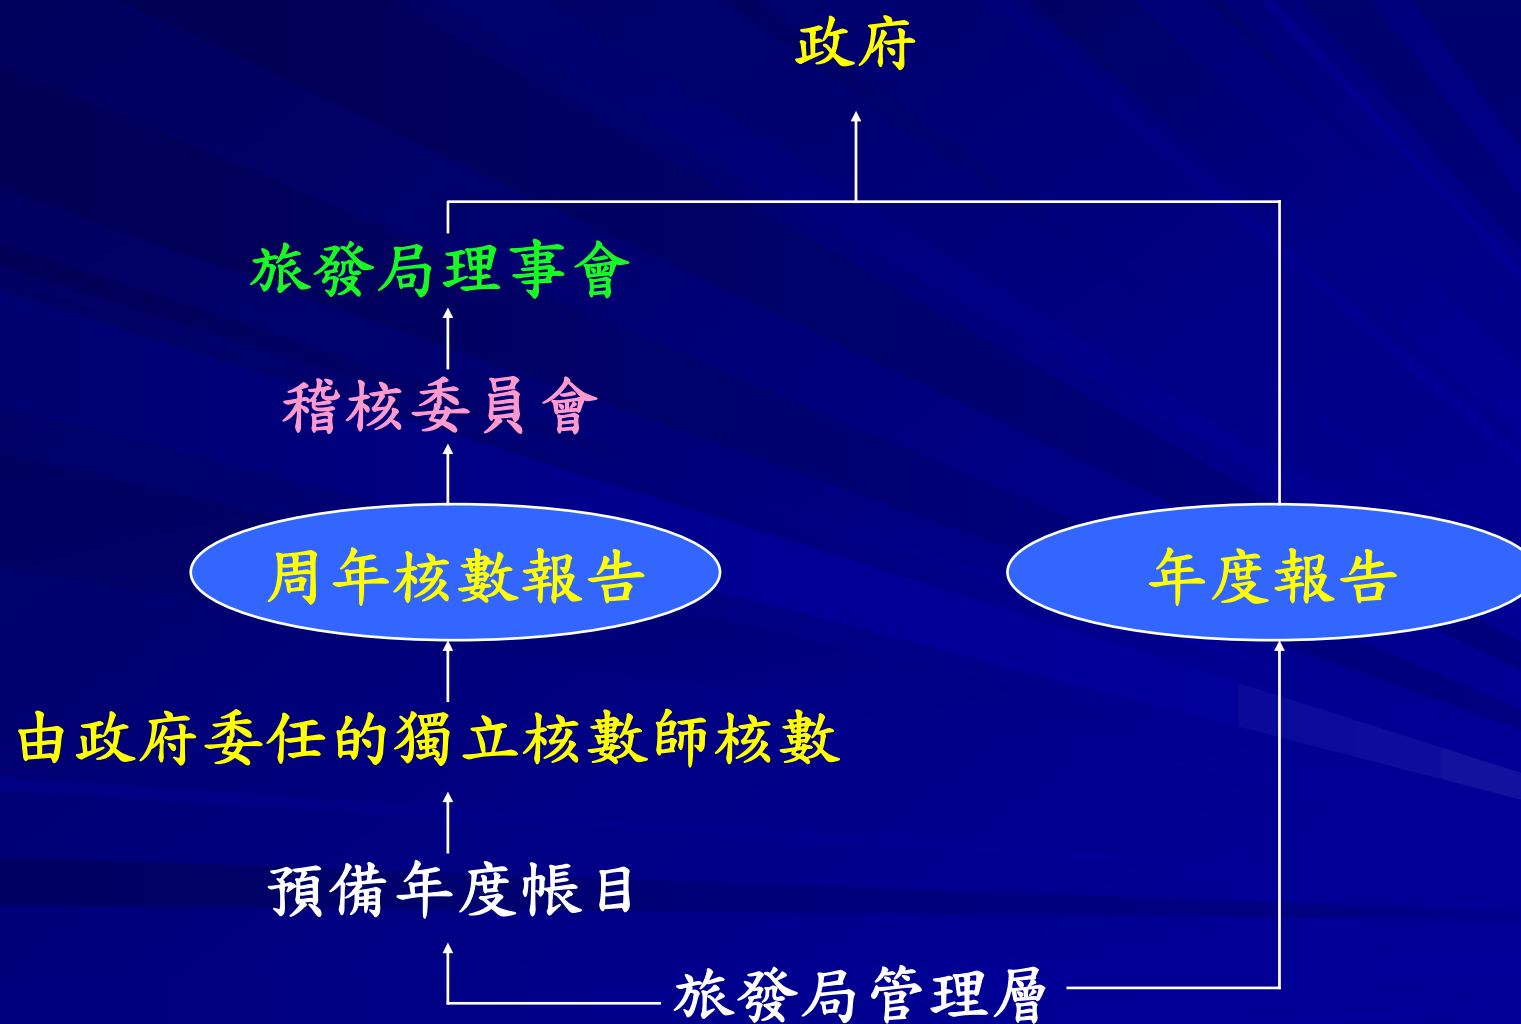 政府
旅發局理事會
稽核委員會
周年核數報告
年度報告
由政府委任的獨立核數師核數
預備年度帳目
旅發局管理層